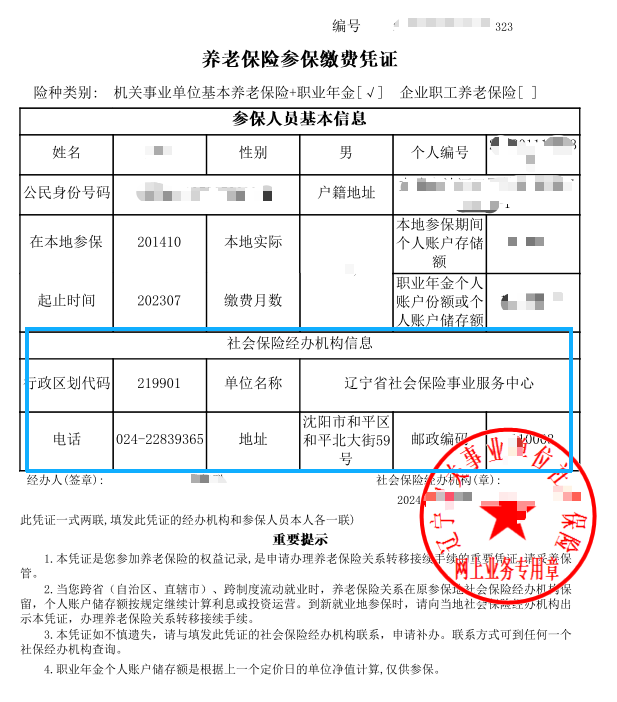 编号 323
养老保险参保缴费凭证
险种类别: 机关事业单位基本养老保险+职业年金[√] 企业职工养老保险[ ]
参保人员基本信息
姓名 性别 男 个人编号
公民身份号码 户籍地址
在本地参保 201410 本地实际 本地参保期间
个人账户存储
额
起止时间 202307 缴费月数 职业年金个人
账户份额或个
人账户储存额
社会保险经办机构信息
行政区划代码 219901 单位名称 辽宁省社会保险事业服务中心
电话 024-22839365 地址 沈阳市和平区
和平北大街59
号
邮政编码
经办人(签章): 社会保险经办机构(章):
2024
此凭证一式两联,填发此凭证的经办机构和参保人员本人各一联)
重要提示
1.本凭证是您参加养老保险的权益记录,是申请办理养老保险关系转移接续手续的重要凭证,请妥善保
管。
2.当您跨省（自治区、直辖市）、跨制度流动就业时，养老保险关系在原参保地社会保险经办机构保
留，个人账户储存额按规定继续计算利息或投资运营。到新就业地参保时，请向当地社会保险经办机构出
示本凭证，办理养老保险关系转移接续手续。
3.本凭证如不慎遗失，请与填发此凭证的社会保险经办机构联系，申请补办。联系方式可到任何一个
社保经办机构查询。
4.职业年金个人账户储存额是根据上一个定价日的单位净值计算,仅供参保。
辽宁 事业 位社 保险
网上业务专用章